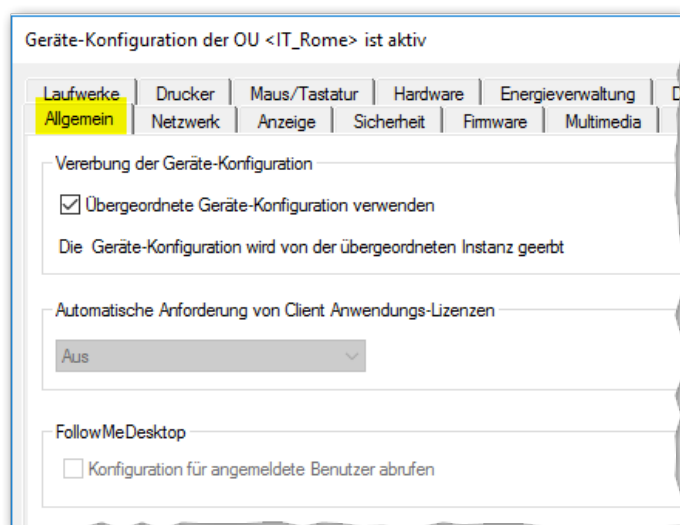 Geräte-Konfiguration der OU <IT_Rome> ist aktiv
Laufwerke Drucker Maus/Tastatur Hardware Energieverwaltung
Allgemein Netzwerk Anzeige Sicherheit Firmware Multimedia
Vererbung der Geräte-Konfiguration
Übergeordnete Geräte-Konfiguration verwenden
Die Geräte-Konfiguration wird von der übergeordneten Instanz geerbt
Automatische Anforderung von Client Anwendungs-Lizenzen
Aus
FollowMeDesktop
Konfiguration für angemeldete Benutzer abrufen